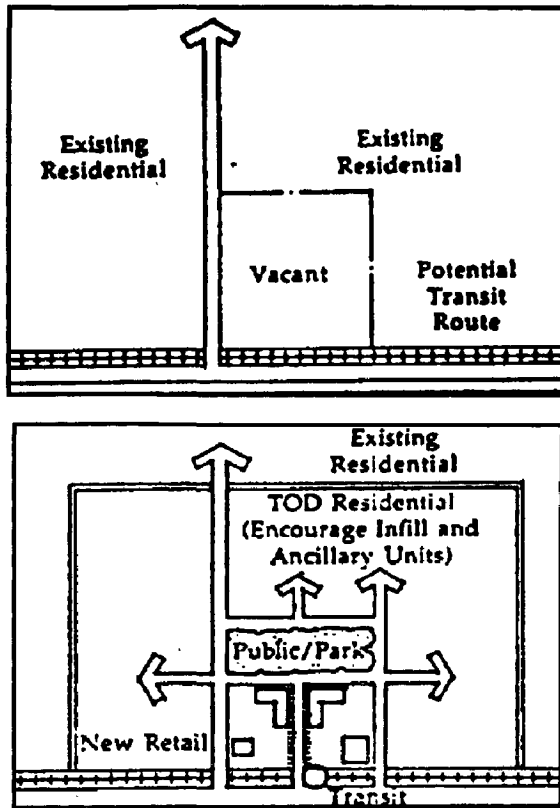 Existing
Residential
Existing
Residential
Vacant
Potential
Transit
Route
Existing
Residential
TOD Residential
(Encourage Infill and
Ancillary Units)
Public/Park
New Retail
Transit